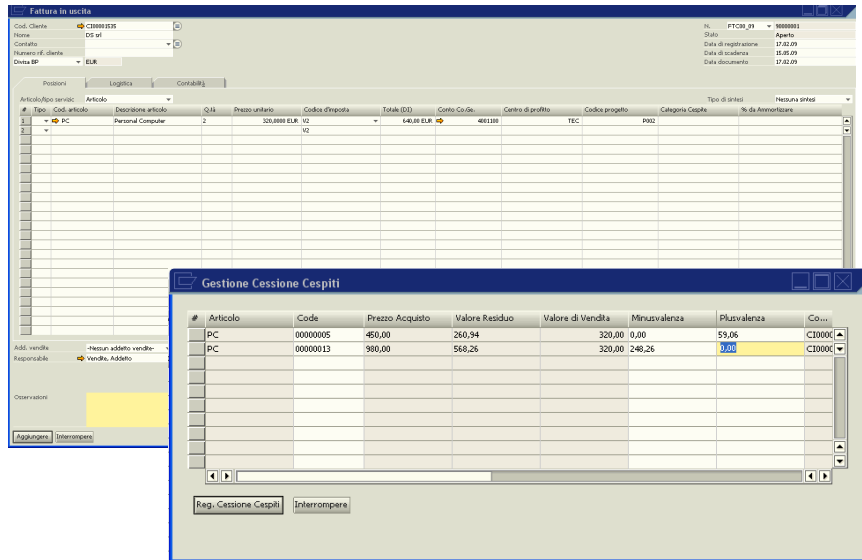 Fattura in uscita
Cod. Cliente CI00001535
Nome DS srl
Contatto
Numero rif. cliente
Divisa BP EUR
N. FTC00_09 90000001
Stato Aperto
Data di registrazione 17.02.09
Data di scadenza 15.05.09
Data documento 17.02.09
Posizioni Logistica Contabilità
Articolo/tipo servizio Articolo Tipo di sintesi Nessuna sintesi
# Tipo Cod. articolo Descrizione articolo Q.tà Prezzo unitario Codice d'imposta Totale (DI) Conto Co.Ge. Centro di profitto Codice progetto Categoria Cespite % da Ammortizzare
1 PC Personal Computer 2 320,0000 EUR V2 640,00 EUR 4001100 TEC P002
2 V2
Add. vendite -Nessun addetto vendite-
Responsabile Vendite, Addetto
Osservazioni
Aggiungere Interrompere
Gestione Cessione Cespiti
# Articolo Code Prezzo Acquisto Valore Residuo Valore di Vendita Minusvalenza Plusvalenza Co...
PC 00000005 450,00 260,94 320,00 0,00 59,06 CI0000
PC 00000013 980,00 568,26 320,00 248,26 0,00 CI0000
Reg. Cessione Cespiti Interrompere